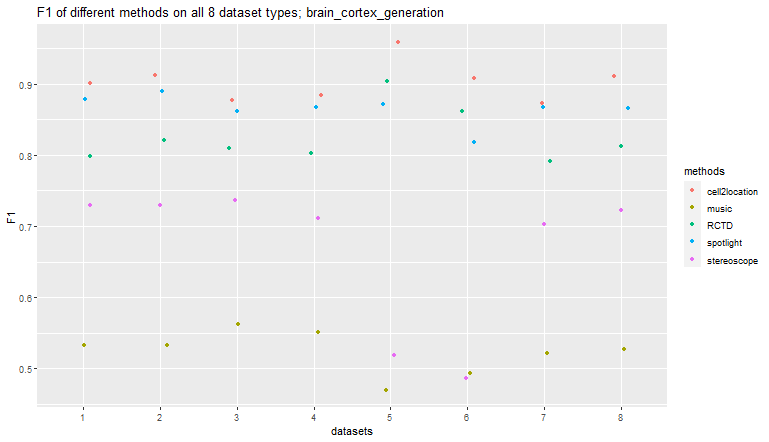 F1 of different methods on all 8 dataset types; brain_cortex_generation
0.9
0.8
0.7
0.6
0.5
F1
1 2 3 4 5 6 7 8
datasets
methods
cell2location
music
RCTD
spotlight
stereoscope